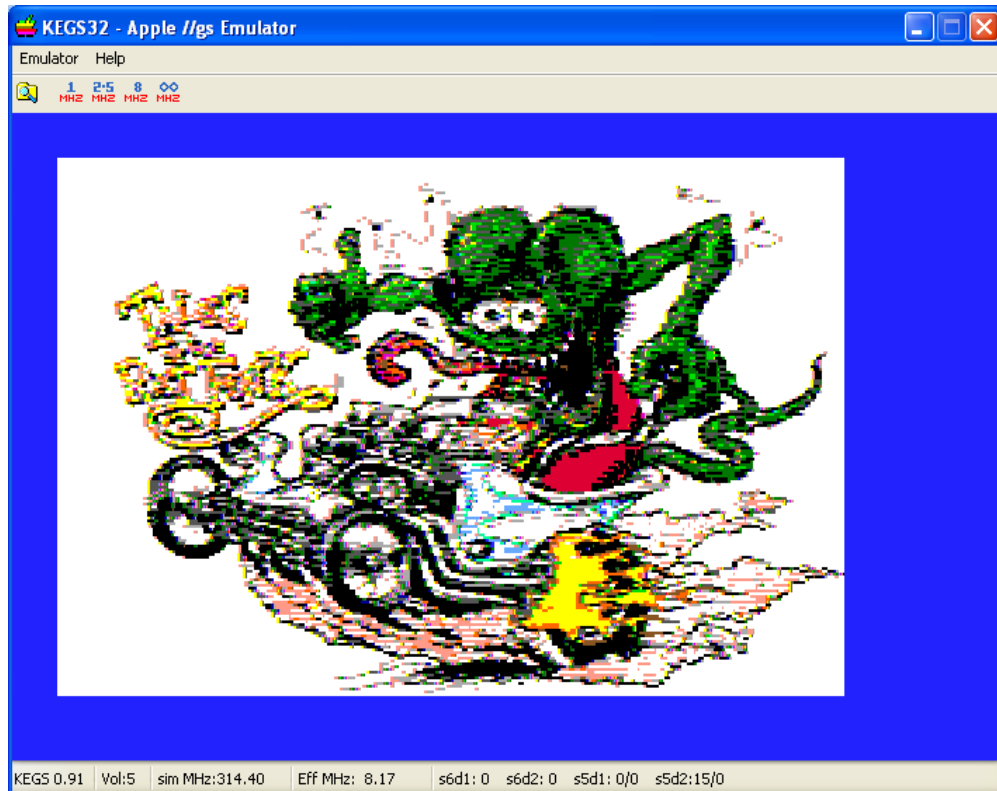 KEGS32 - Apple //gs Emulator
Emulator Help
1 MHZ 2·5 MHZ 8 MHZ ∞ MHZ
KEGS 0.91 Vol:5 sim MHz:314.40 Eff MHz: 8.17 s6d1: 0 s6d2: 0 s5d1: 0/0 s5d2:15/0